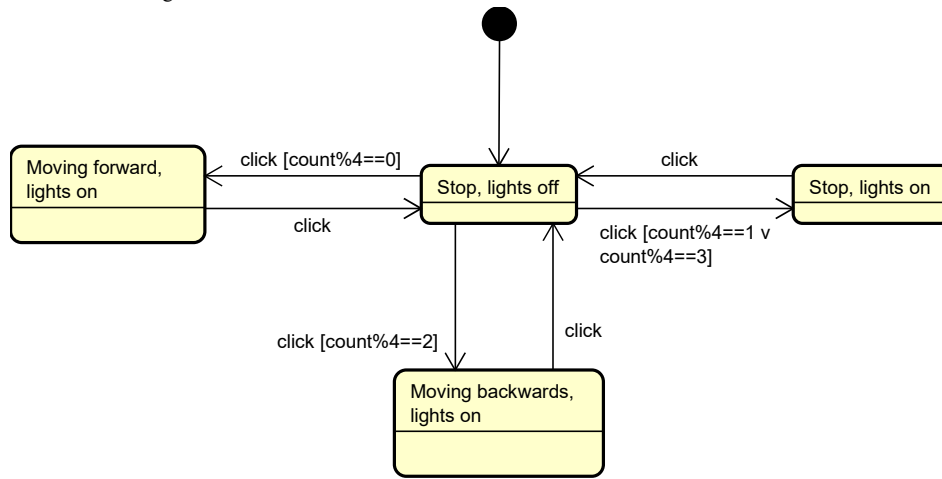 click [count%4==0]
click
Moving forward,
lights on
Stop, lights off
Stop, lights on
click
click [count%4==1 v
count%4==3]
click [count%4==2]
click
Moving backwards,
lights on